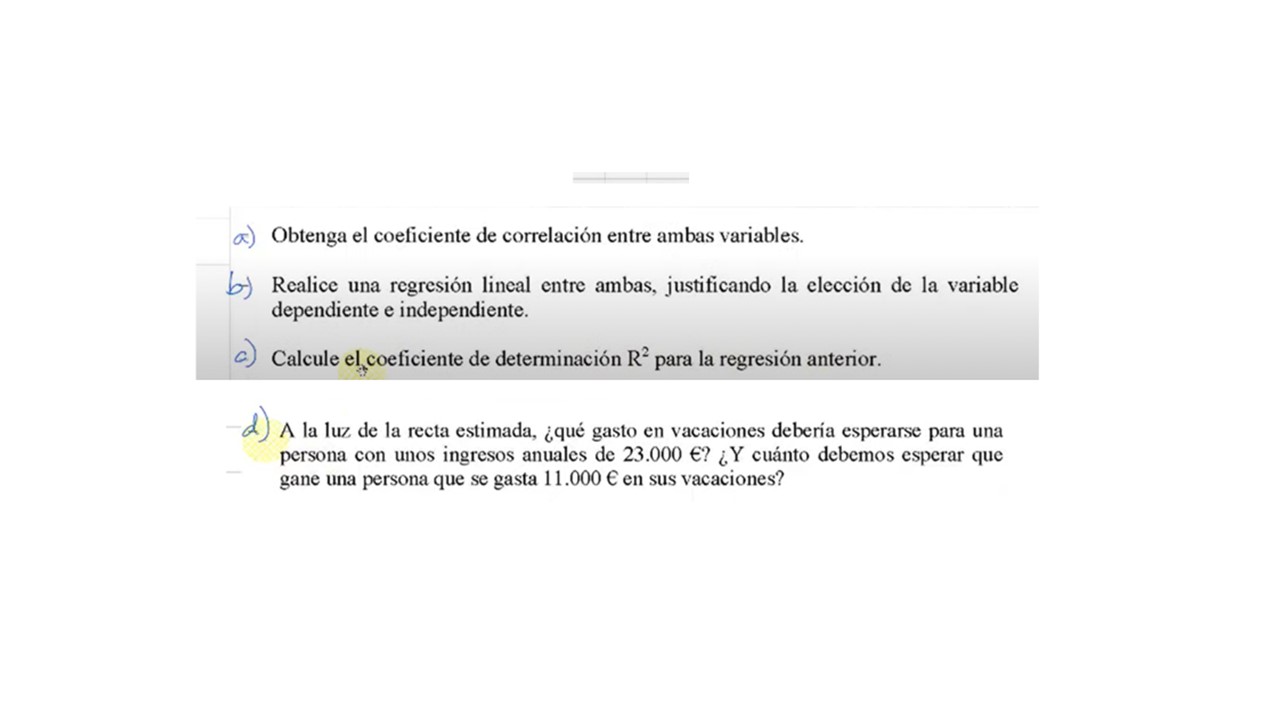 a) Obtenga el coeficiente de correlación entre ambas variables.
b) Realice una regresión lineal entre ambas, justificando la elección de la variable
dependiente e independiente.
c) Calcule el coeficiente de determinación R² para la regresión anterior.
d) A la luz de la recta estimada, ¿qué gasto en vacaciones debería esperarse para una
persona con unos ingresos anuales de 23.000 €? ¿Y cuánto debemos esperar que
gane una persona que se gasta 11.000 € en sus vacaciones?